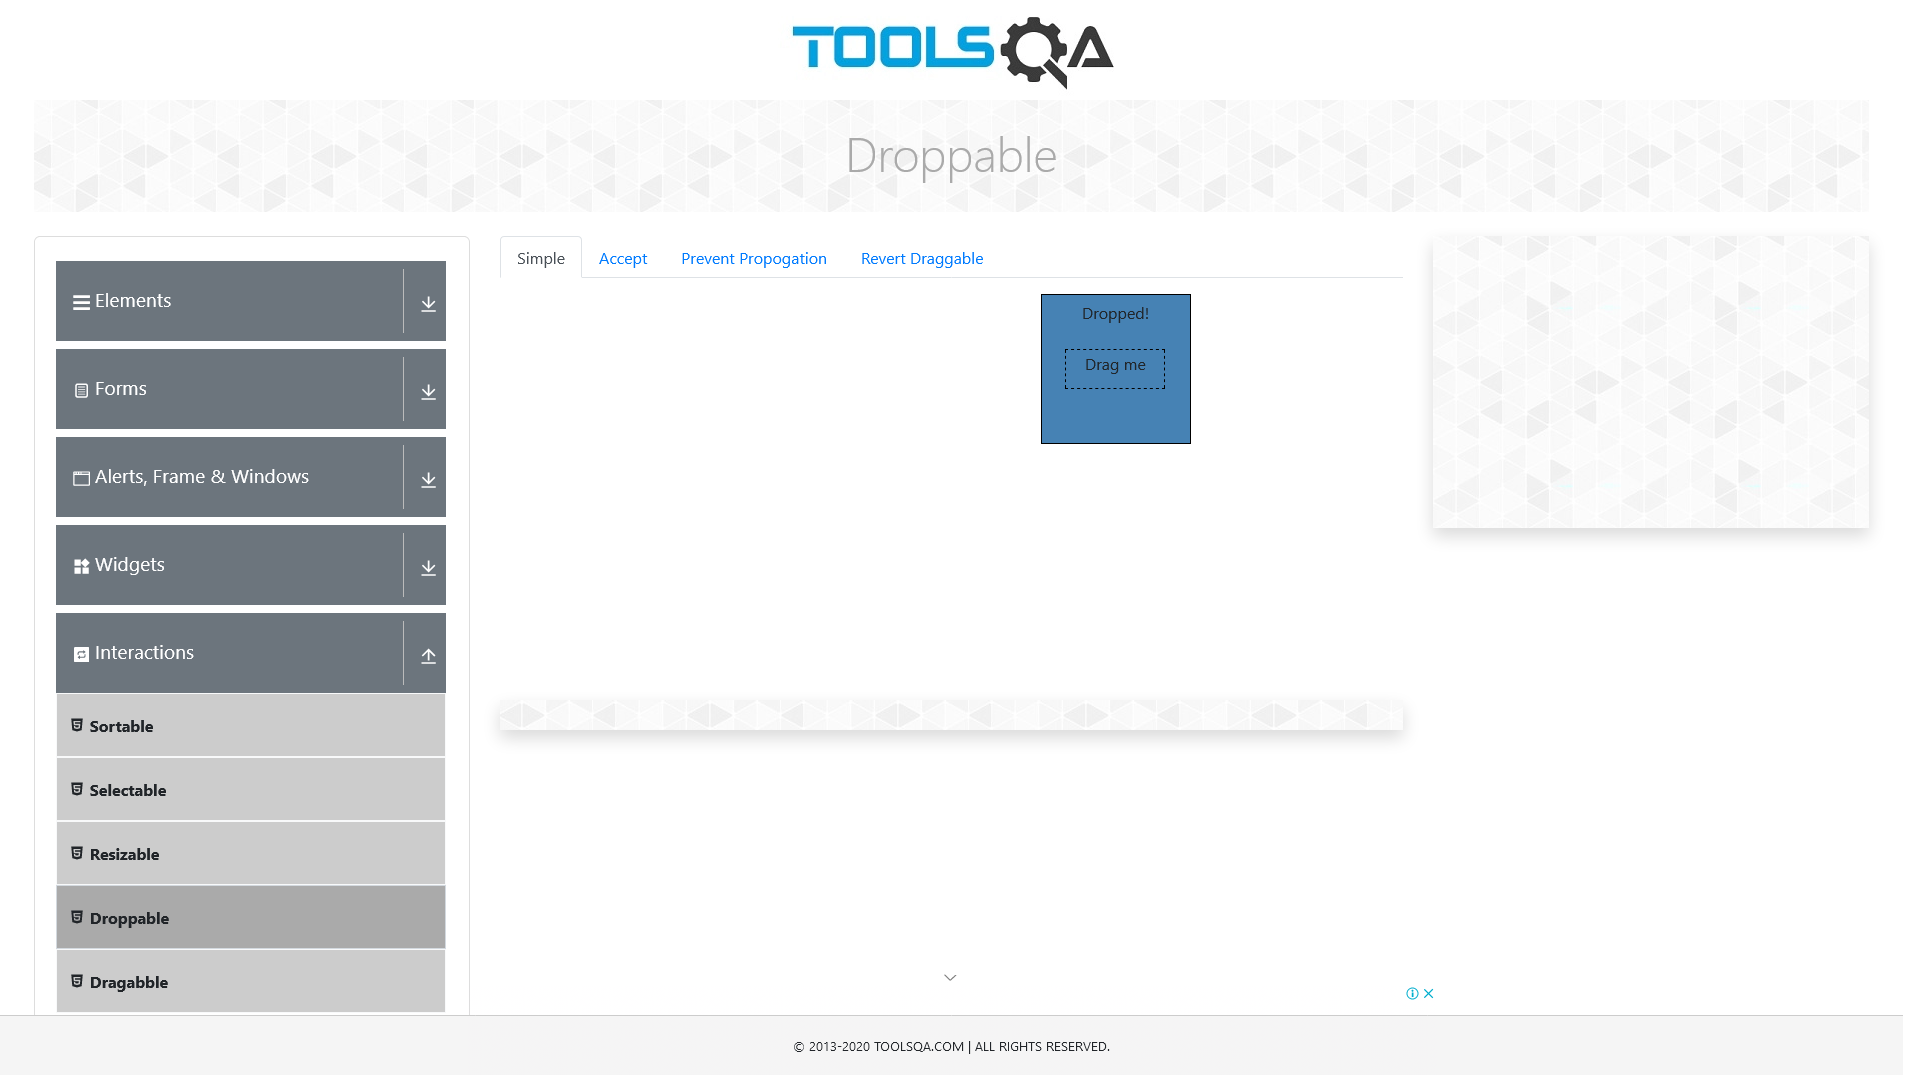 TOOLSQA
Droppable
Elements
Forms
Alerts, Frame & Windows
Widgets
Interactions
Sortable
Selectable
Resizable
Droppable
Dragabble
Simple
Accept
Prevent Propogation
Revert Draggable
Dropped!
Drag me
© 2013-2020 TOOLSQA.COM | ALL RIGHTS RESERVED.